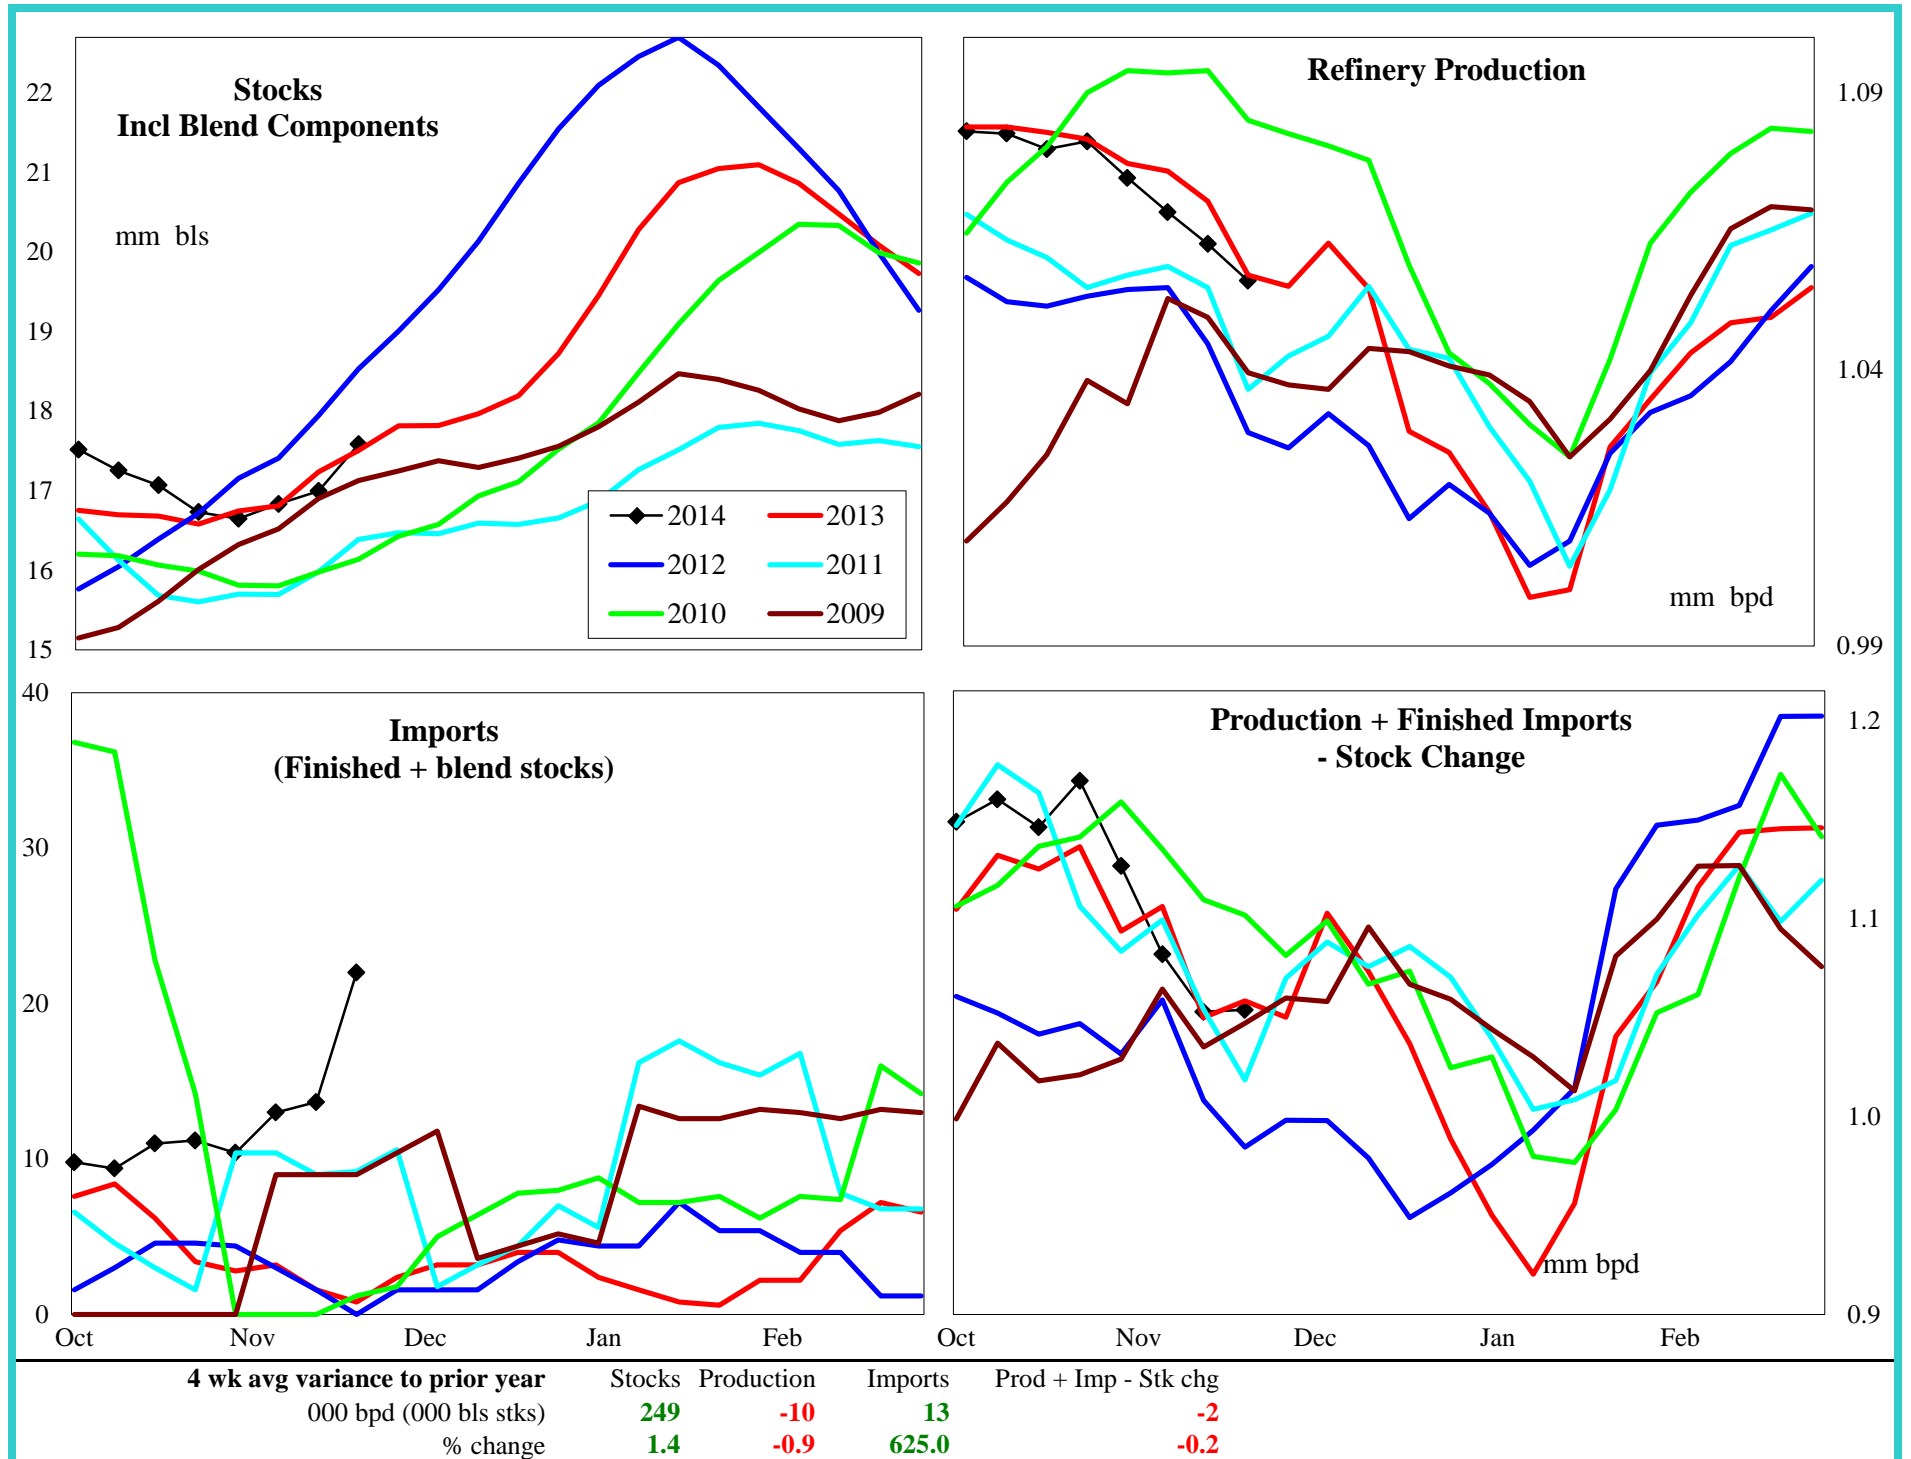 Stocks
Incl Blend Components
mm bls
22
21
20
19
18
17
16
15
2014
2013
2012
2011
2010
2009
Refinery Production
1.09
1.04
0.99
mm bpd
Imports
(Finished + blend stocks)
40
30
20
10
0
Oct Nov Dec Jan Feb
Production + Finished Imports
- Stock Change
1.2
1.1
1.0
0.9
mm bpd
Oct Nov Dec Jan Feb
4 wk avg variance to prior year Stocks Production Imports Prod + Imp - Stk chg
000 bpd (000 bls stks) 249 -10 13 -2
% change 1.4 -0.9 625.0 -0.2